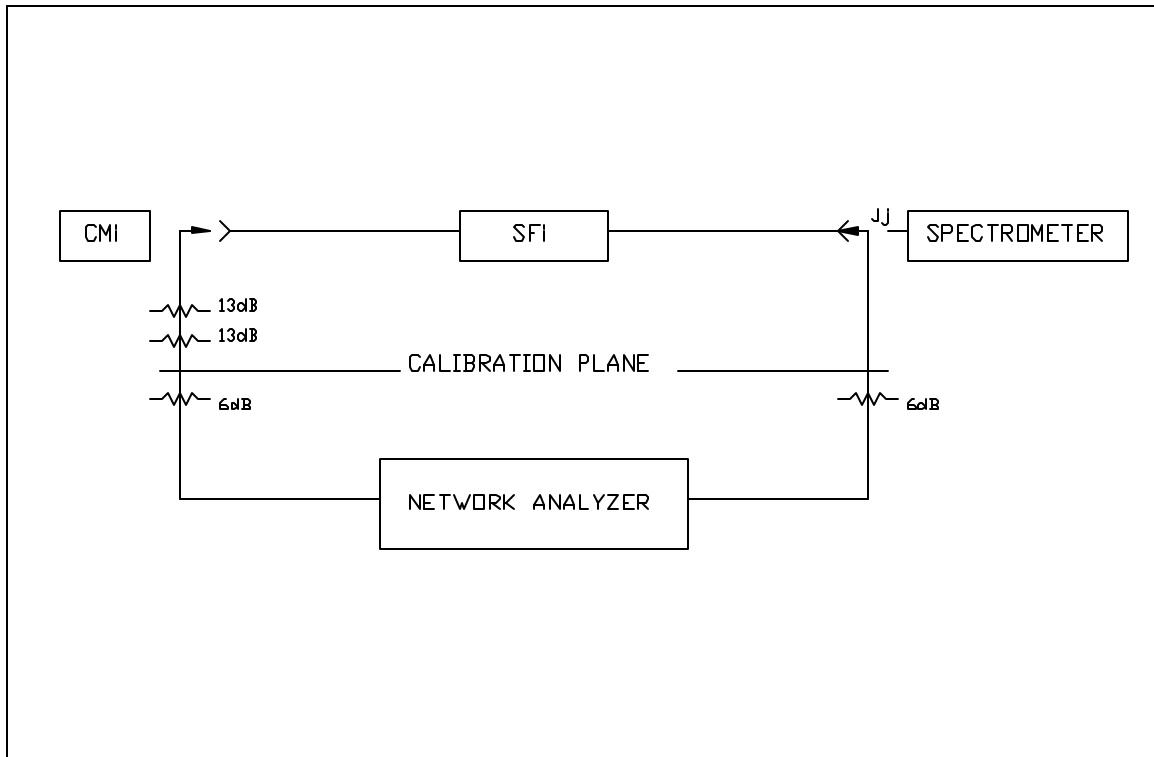 CMi
SFi
Jj
SPECTROMETER
13dB
13dB
CALIBRATION PLANE
6dB
6dB
NETWORK ANALYZER